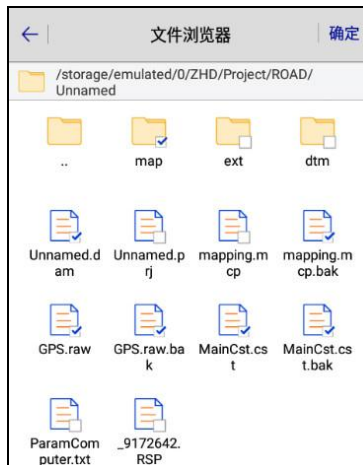 文件浏览器 确定
/storage/emulated/0/ZHD/Project/ROAD/
Unnamed
.. map ext dtm
Unnamed.d Unnamed.p mapping.m mapping.m
am rj cp cp.bak
GPS.raw GPS.raw.ba MainCst.cs MainCst.cs
k t t.bak
ParamCom _9172642.
puter.txt RSP